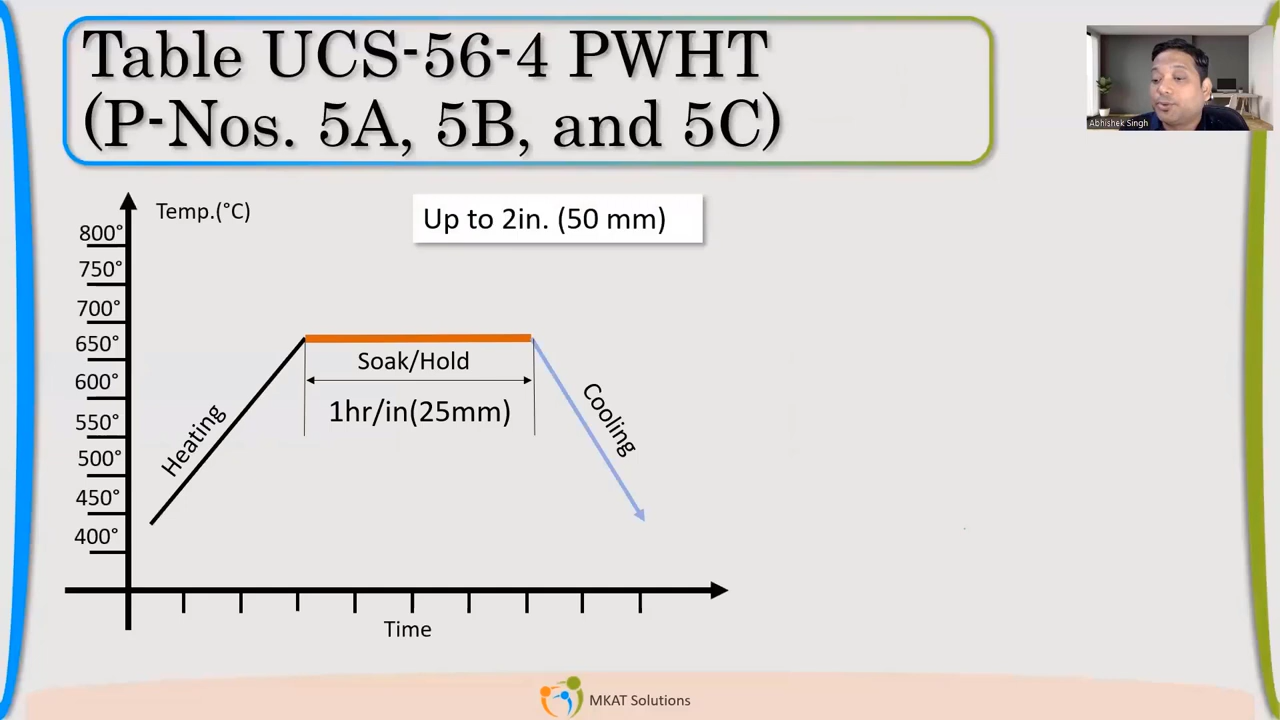 Table UCS-56-4 PWHT
(P-Nos. 5A, 5B, and 5C)
Abhishek Singh
Temp.(°C)
Up to 2in. (50 mm)
800°
750°
700°
650°
600°
550°
500°
450°
400°
Heating
Soak/Hold
1hr/in(25mm)
Cooling
Time
MKAT Solutions